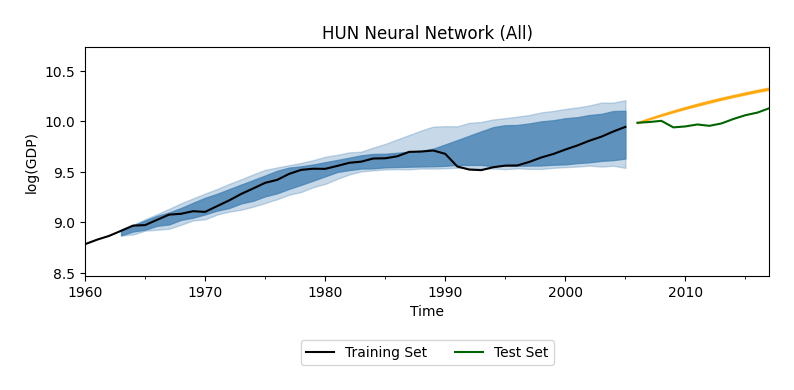 HUN Neural Network (All)
log(GDP)
10.5
10.0
9.5
9.0
8.5
1960 1970 1980 1990 2000 2010
Time
Training Set Test Set